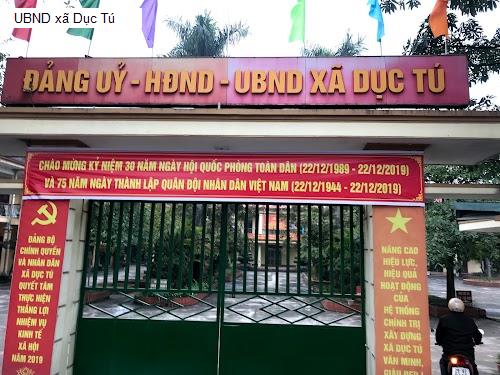 UBND xã Dục Tú
ĐẢNG UỶ - HĐND - UBND XÃ DỤC TÚ
CHÀO MỪNG KỶ NIỆM 30 NĂM NGÀY HỘI QUỐC PHÒNG TOÀN DÂN (22/12/1989 - 22/12/2019)
VÀ 75 NĂM NGÀY THÀNH LẬP QUÂN ĐỘI NHÂN DÂN VIỆT NAM (22/12/1944 - 22/12/2019)
ĐẢNG BỘ
CHÍNH QUYỀN
VÀ NHÂN DÂN
XÃ DỤC TÚ
QUYẾT TÂM
THỰC HIỆN
THẮNG LỢI
NHIỆM VỤ
KINH TẾ
XÃ HỘI
NĂM 2019
NÂNG CAO
HIỆU LỰC,
HIỆU QUẢ
HOẠT ĐỘNG
CỦA
HỆ THỐNG
CHÍNH TRỊ
XÂY DỰNG
XÃ DỤC TÚ
VĂN MINH,
GIÀU ĐẸP